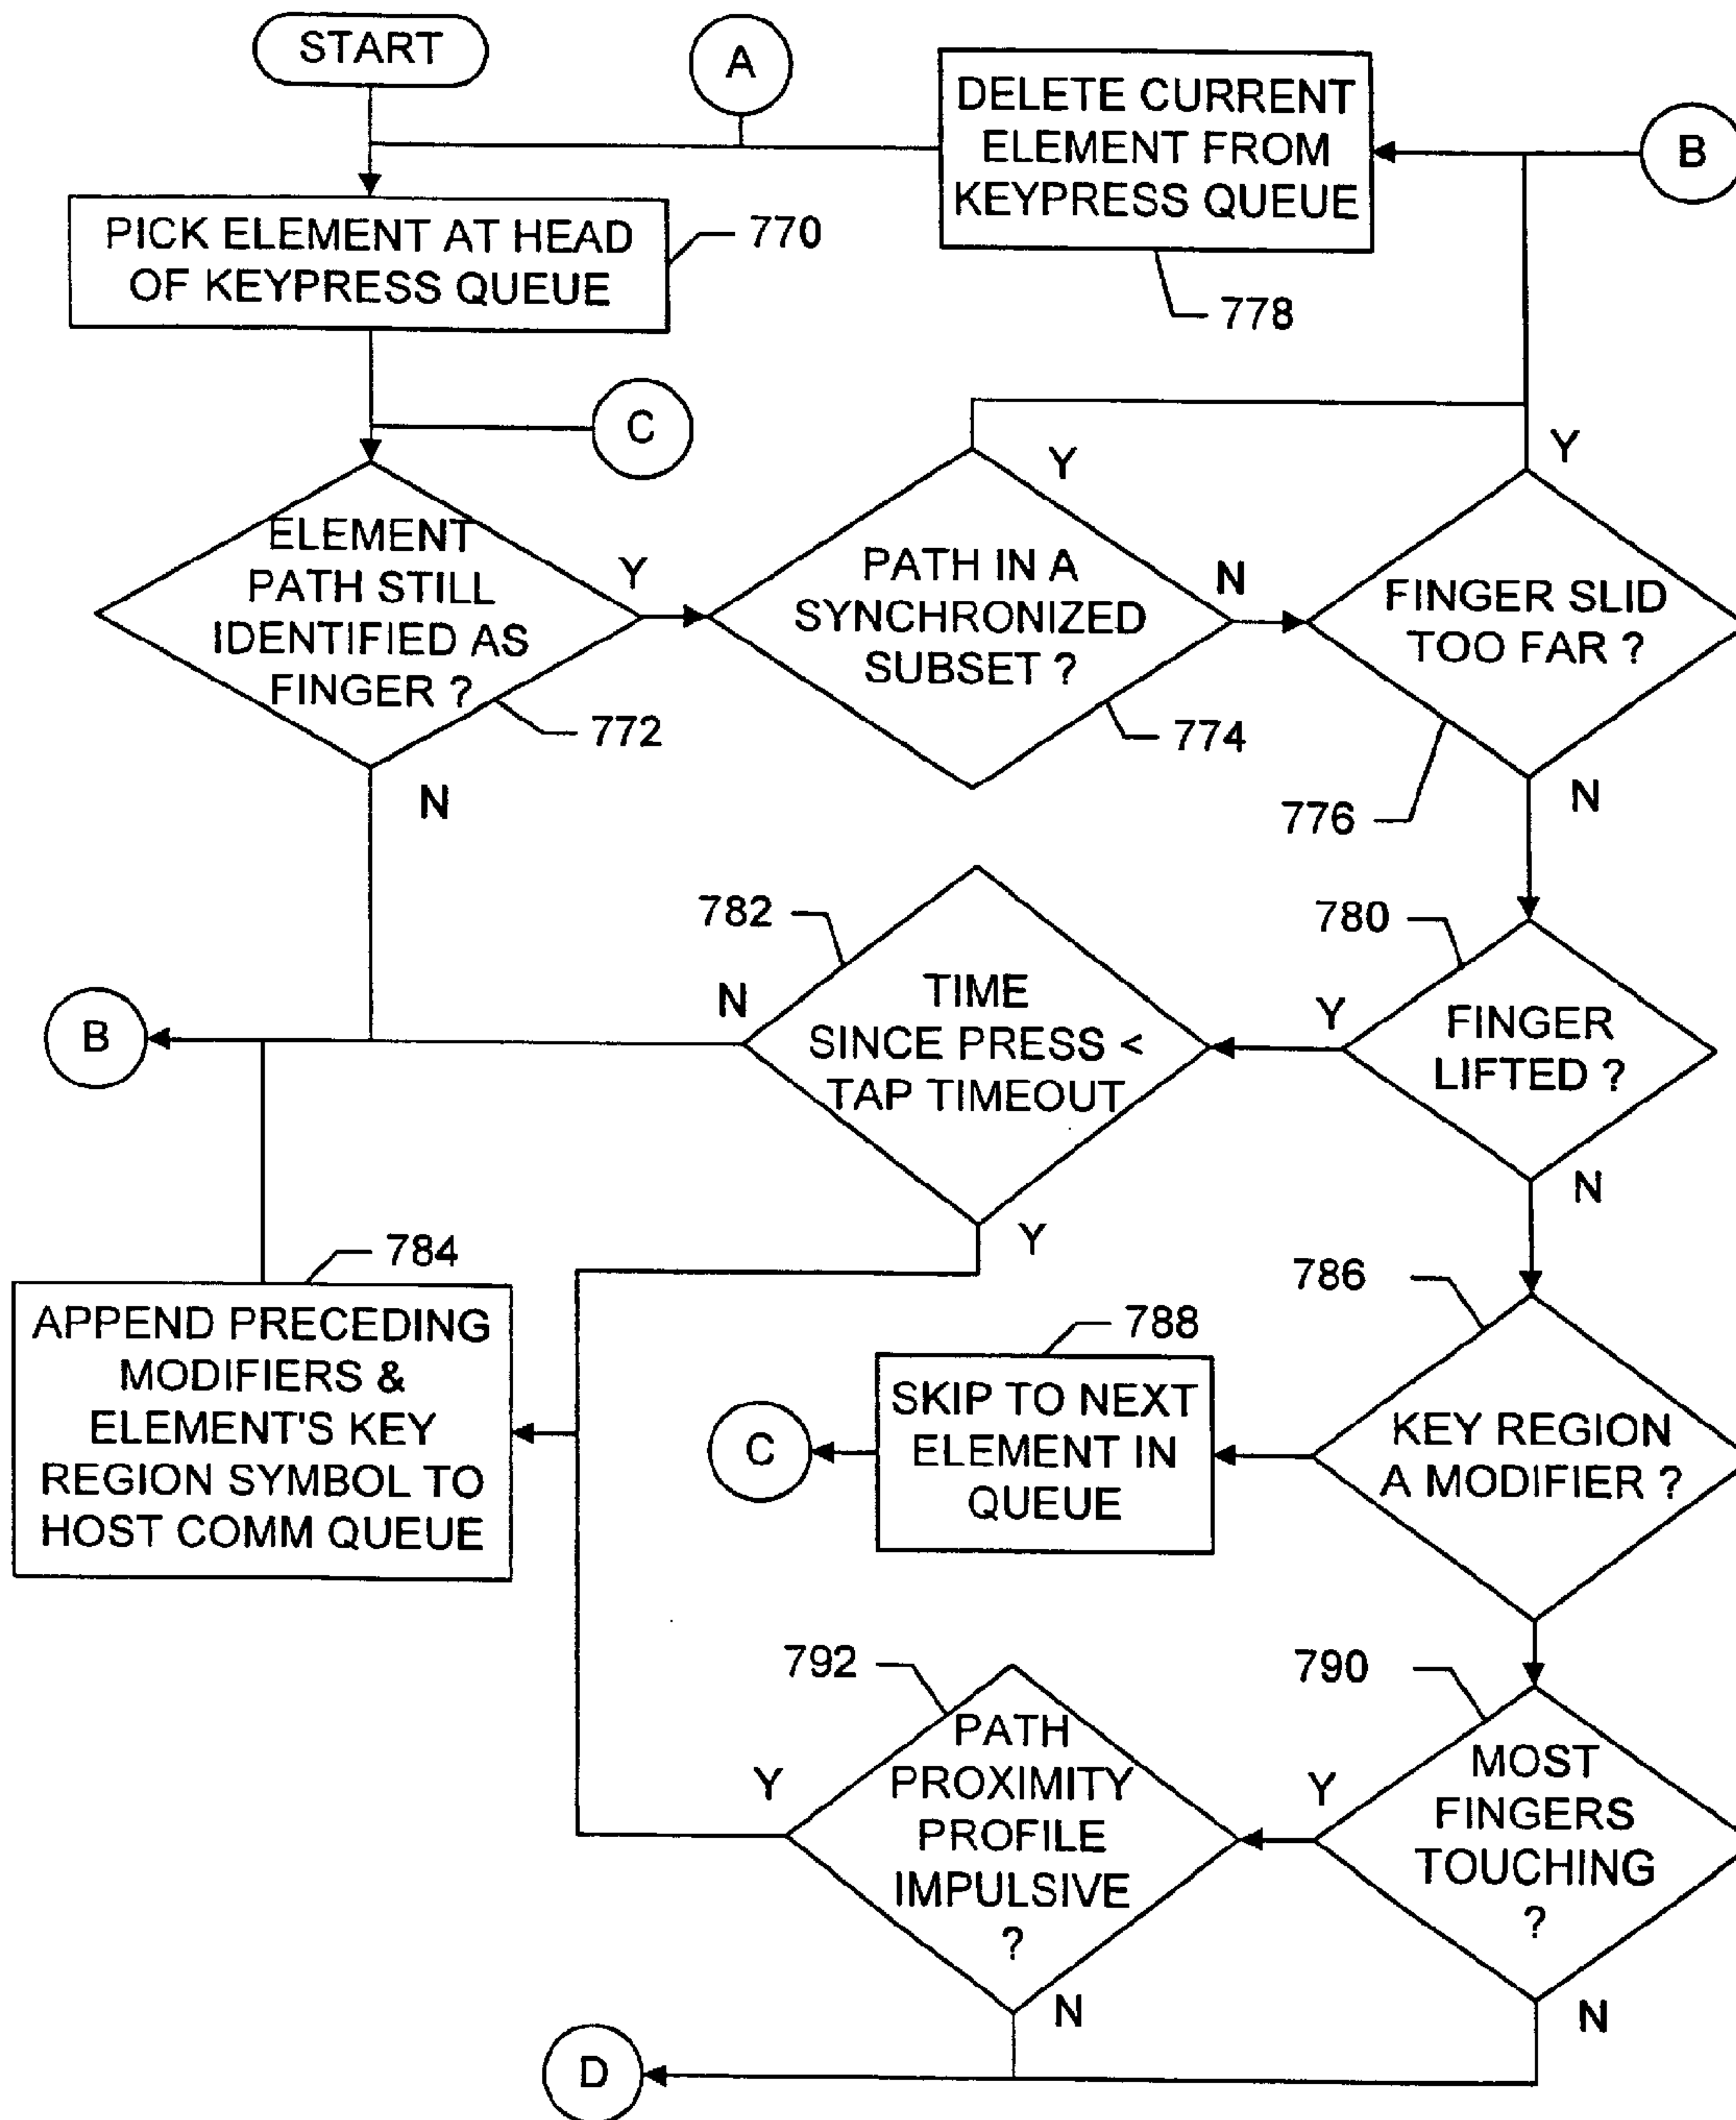 START
A
DELETE CURRENT
ELEMENT FROM
KEYPRESS QUEUE
B
PICK ELEMENT AT HEAD
OF KEYPRESS QUEUE
770
778
C
ELEMENT
PATH STILL
IDENTIFIED AS
FINGER ?
Y
772
N
PATH IN A
SYNCHRONIZED
SUBSET ?
Y
N
774
FINGER SLID
TOO FAR ?
Y
776
N
782
TIME
SINCE PRESS <
TAP TIMEOUT
N
Y
780
FINGER
LIFTED ?
Y
N
B
784
APPEND PRECEDING
MODIFIERS &
ELEMENT'S KEY
REGION SYMBOL TO
HOST COMM QUEUE
788
SKIP TO NEXT
ELEMENT IN
QUEUE
C
786
KEY REGION
A MODIFIER ?
792
PATH
PROXIMITY
PROFILE
IMPULSIVE
?
Y
N
790
MOST
FINGERS
TOUCHING
?
Y
N
D